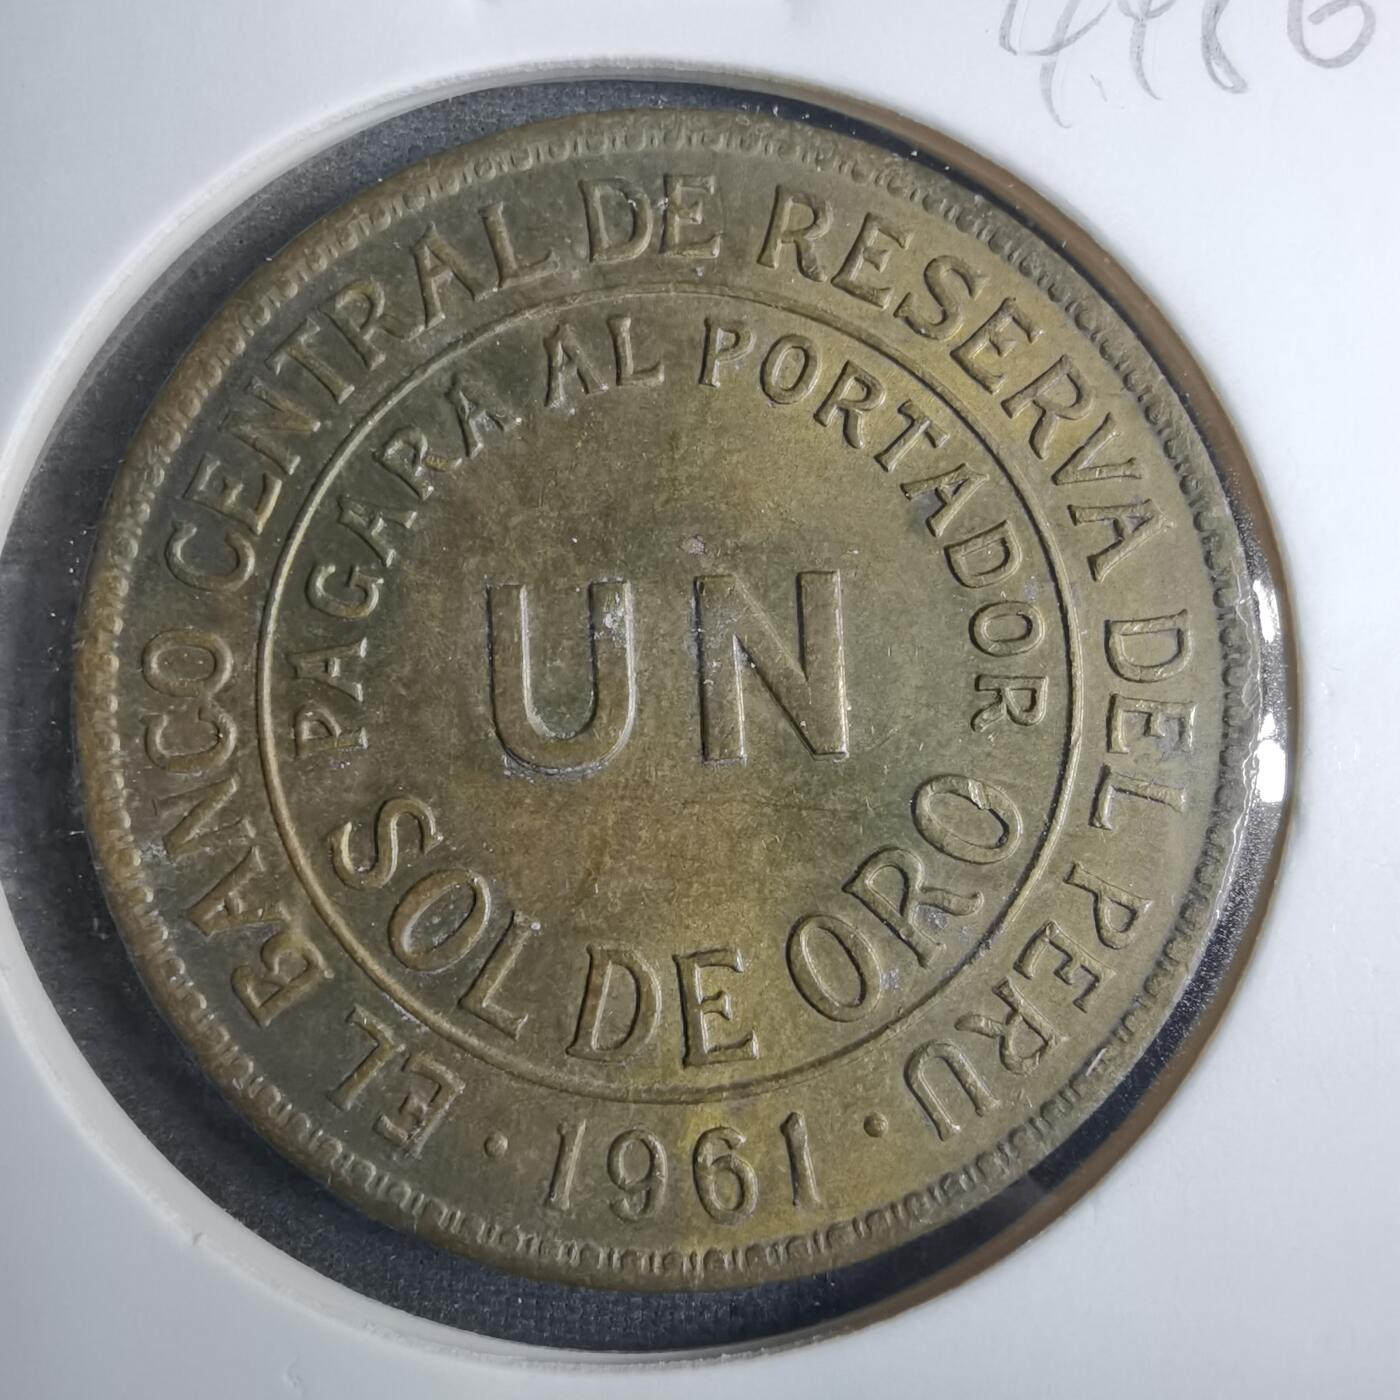 EL BANCO CENTRAL DE RESERVA DEL PERU
PAGARA AL PORTADOR
UN
SOL DE ORO
· 1961 ·